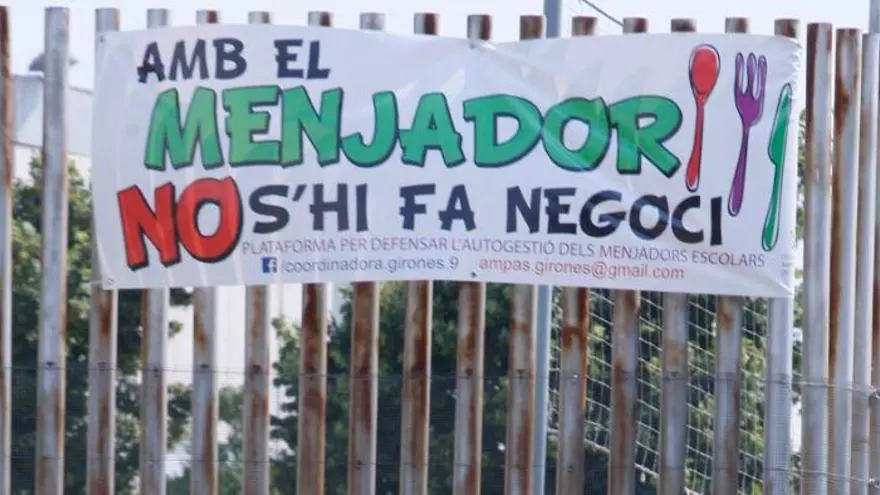 AMB EL
MENJADOR
NO S'HI FA NEGOCI
PLATAFORMA PER DEFENSAR L'AUTOGESTIÓ DELS MENJADORS ESCOLARS
/coordinadora.girones.9 ampas.girones@gmail.com